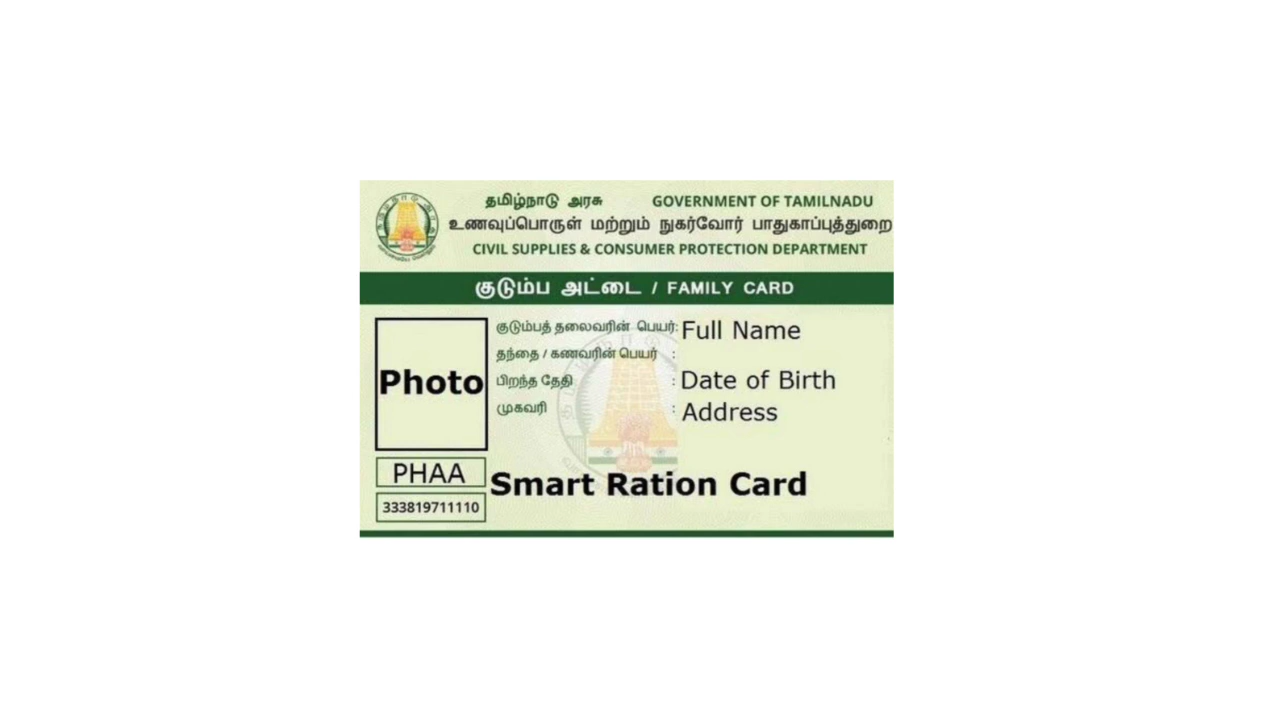 தமிழ்நாடு அரசு GOVERNMENT OF TAMILNADU
உணவுப்பொருள் மற்றும் நுகர்வோர் பாதுகாப்புத்துறை
CIVIL SUPPLIES & CONSUMER PROTECTION DEPARTMENT
குடும்ப அட்டை / FAMILY CARD
குடும்பத் தலைவரின் பெயர்: Full Name
தந்தை / கணவரின் பெயர் :
பிறந்த தேதி : Date of Birth
முகவரி : Address
Photo
PHAA
333819711110
Smart Ration Card